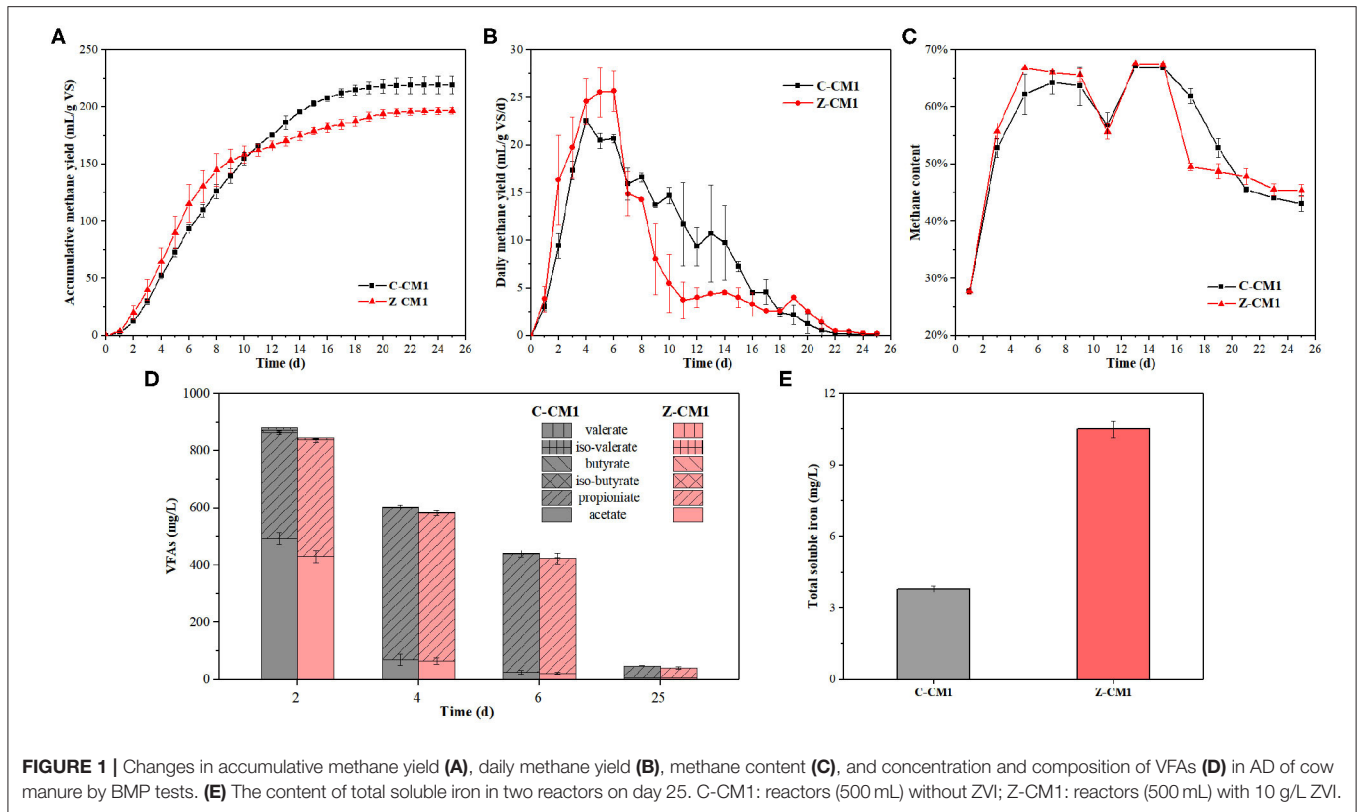 A
Accumulative methane yield (mL/g VS)
250
200
150
100
50
0
0 2 4 6 8 10 12 14 16 18 20 22 24 26
Time (d)
C-CM1
Z-CM1
B
Daily methane yield (mL/g VS/d)
30
25
20
15
10
5
0
0 2 4 6 8 10 12 14 16 18 20 22 24 26
Time (d)
C-CM1
Z-CM1
C
Methane content
70%
60%
50%
40%
30%
20%
0 2 4 6 8 10 12 14 16 18 20 22 24 26
Time (d)
C-CM1
Z-CM1
D
VFAs (mg/L)
1000
800
600
400
200
0
2 4 6 25
Time (d)
C-CM1 Z-CM1
valerate
iso-valerate
butyrate
iso-butyrate
propioniate
acetate
E
Total soluble iron (mg/L)
12
9
6
3
0
C-CM1 Z-CM1
FIGURE 1 | Changes in accumulative methane yield (A), daily methane yield (B), methane content (C), and concentration and composition of VFAs (D) in AD of cow
manure by BMP tests. (E) The content of total soluble iron in two reactors on day 25. C-CM1: reactors (500 mL) without ZVI; Z-CM1: reactors (500 mL) with 10 g/L ZVI.